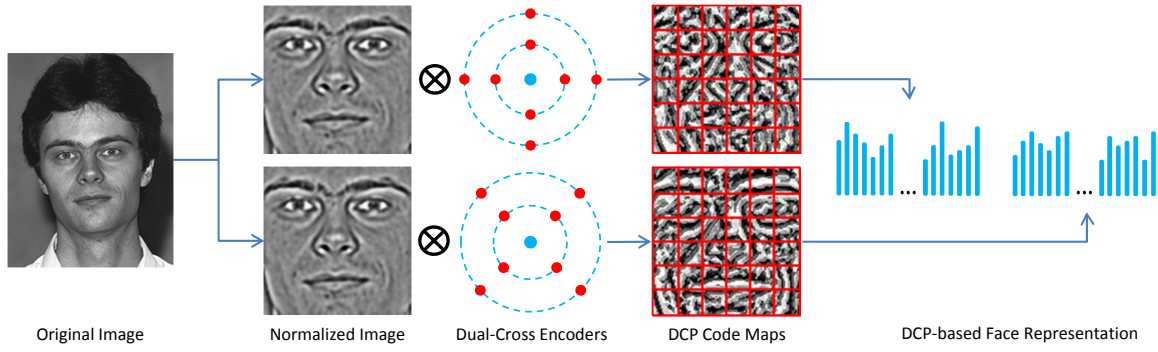 ... ...
Original Image
Normalized Image
Dual-Cross Encoders
DCP Code Maps
DCP-based Face Representation